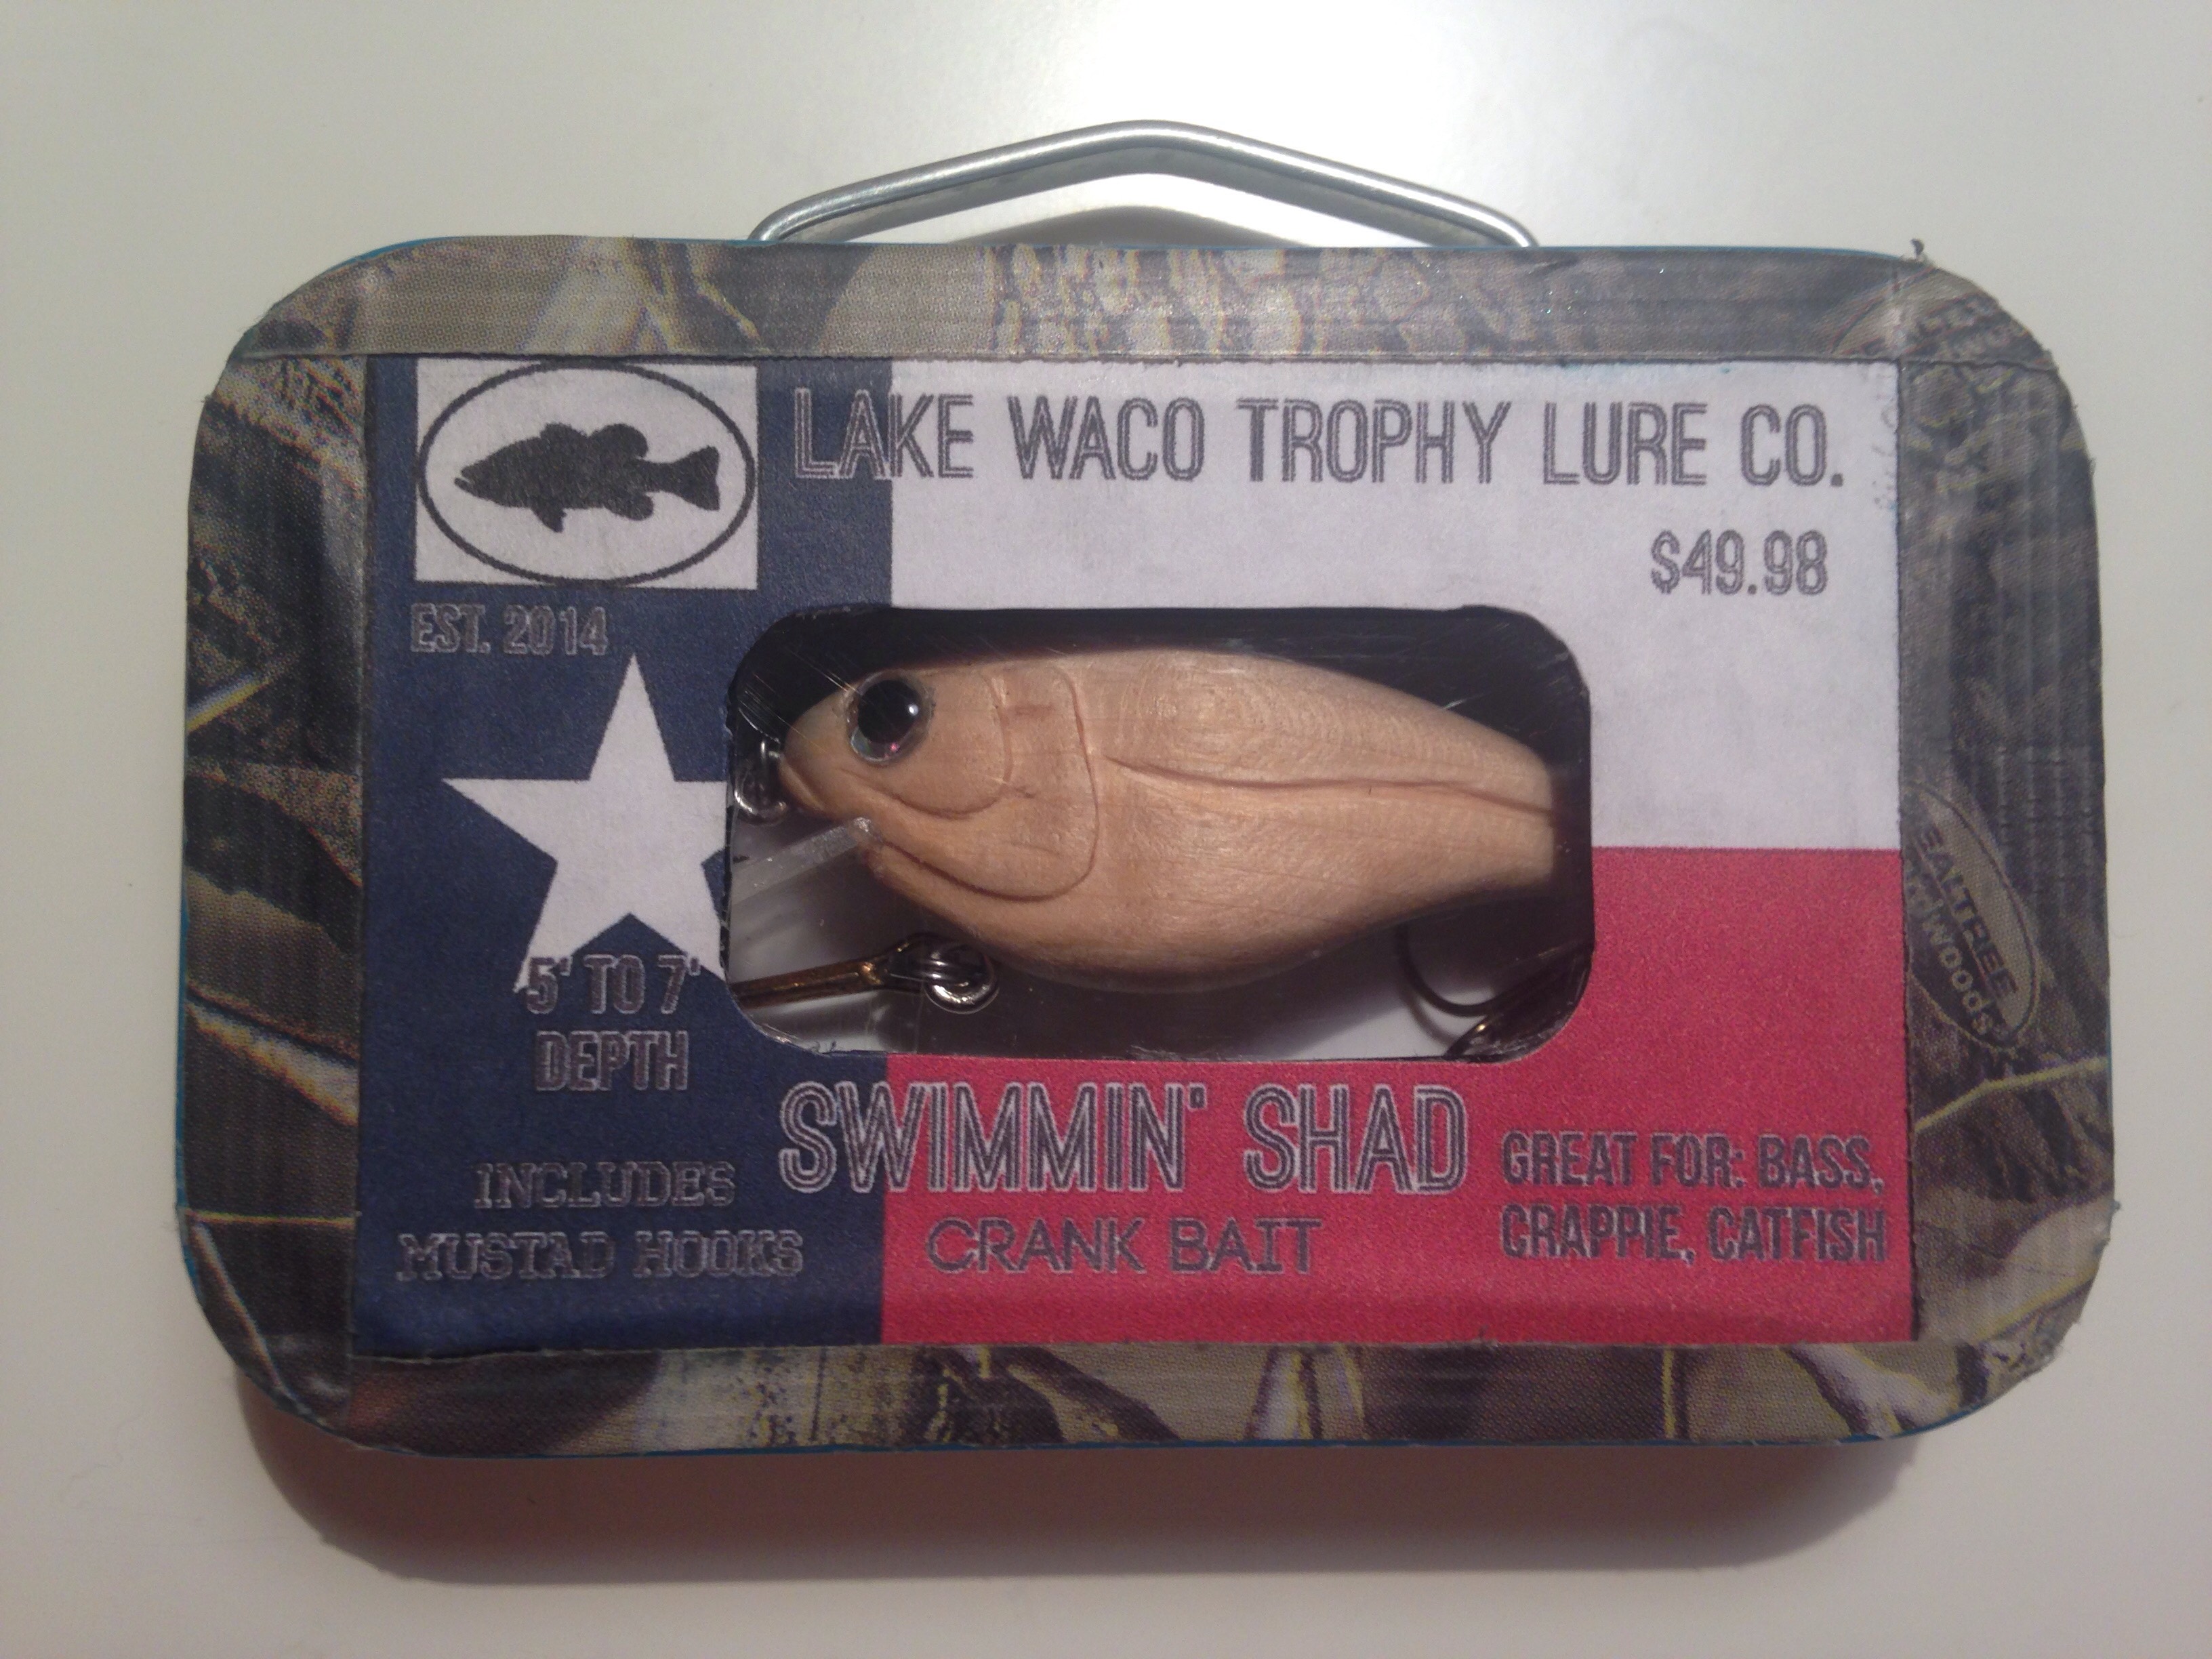 LAKE WACO TROPHY LURE CO.
$49.98
EST. 2014
5' TO 7'
DEPTH
INCLUDES
MUSTAD HOOKS
SWIMMIN' SHAD
CRANK BAIT
GREAT FOR: BASS,
CRAPPIE, CATFISH